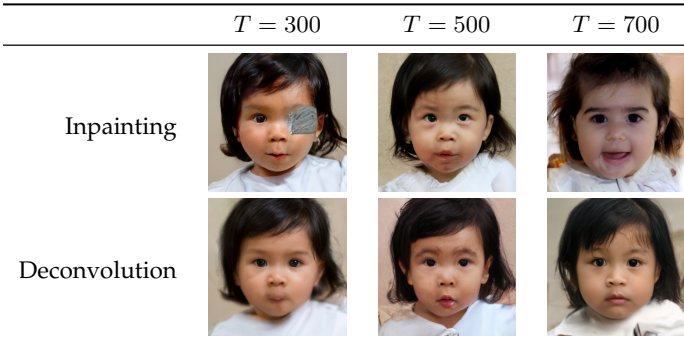 T = 300 T = 500 T = 700
Inpainting
Deconvolution